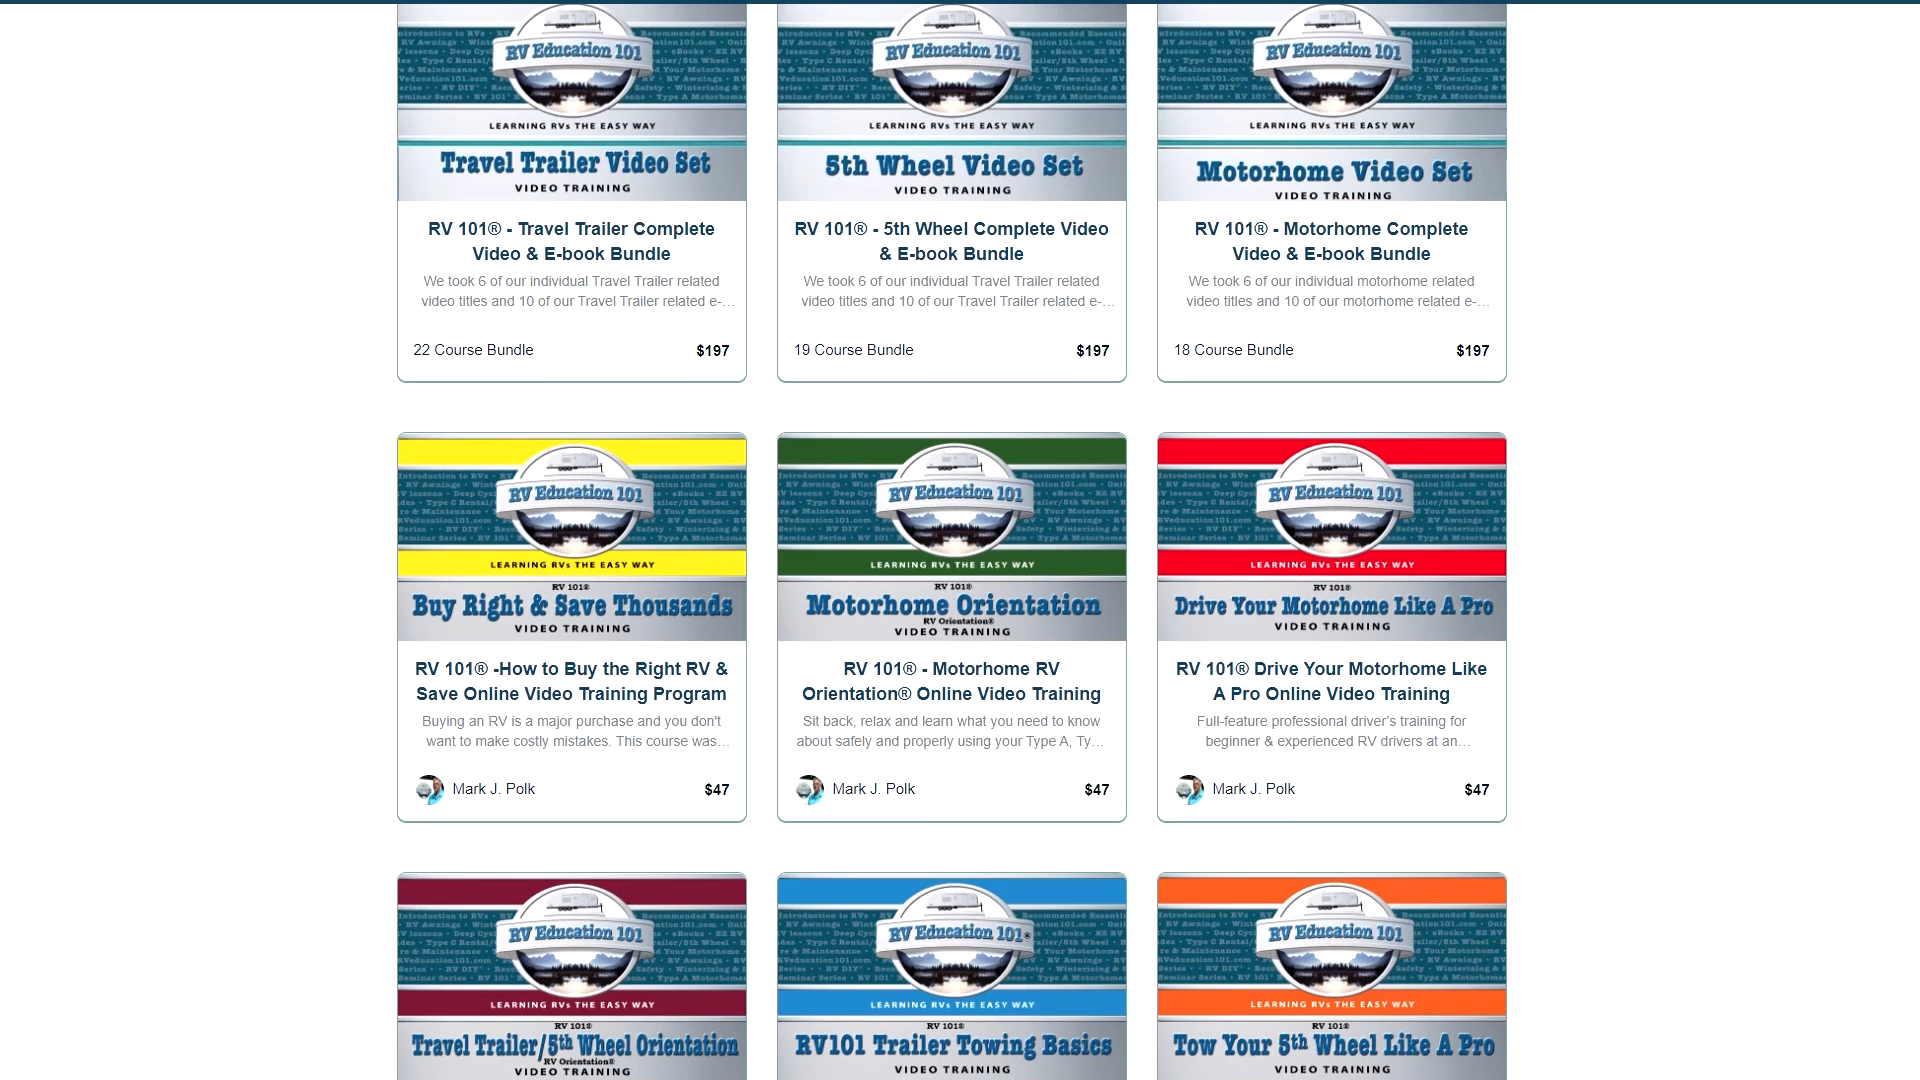 RV Education 101
LEARNING RVs THE EASY WAY
Travel Trailer Video Set
VIDEO TRAINING
RV 101® - Travel Trailer Complete
Video & E-book Bundle
We took 6 of our individual Travel Trailer related
video titles and 10 of our Travel Trailer related e-…
22 Course Bundle
$197
RV Education 101
LEARNING RVs THE EASY WAY
5th Wheel Video Set
VIDEO TRAINING
RV 101® - 5th Wheel Complete Video
& E-book Bundle
We took 6 of our individual Travel Trailer related
video titles and 10 of our Travel Trailer related e-…
19 Course Bundle
$197
RV Education 101
LEARNING RVs THE EASY WAY
Motorhome Video Set
VIDEO TRAINING
RV 101® - Motorhome Complete
Video & E-book Bundle
We took 6 of our individual motorhome related
video titles and 10 of our motorhome related e-…
18 Course Bundle
$197
RV Education 101
LEARNING RVs THE EASY WAY
RV 101®
Buy Right & Save Thousands
VIDEO TRAINING
RV 101® -How to Buy the Right RV &
Save Online Video Training Program
Buying an RV is a major purchase and you don't
want to make costly mistakes. This course was…
Mark J. Polk
$47
RV Education 101
LEARNING RVs THE EASY WAY
RV 101®
Motorhome Orientation
RV Orientation®
VIDEO TRAINING
RV 101® - Motorhome RV
Orientation® Online Video Training
Sit back, relax and learn what you need to know
about safely and properly using your Type A, Ty…
Mark J. Polk
$47
RV Education 101
LEARNING RVs THE EASY WAY
RV 101®
Drive Your Motorhome Like A Pro
VIDEO TRAINING
RV 101® Drive Your Motorhome Like
A Pro Online Video Training
Full-feature professional driver’s training for
beginner & experienced RV drivers at an…
Mark J. Polk
$47
RV Education 101
LEARNING RVs THE EASY WAY
RV 101®
Travel Trailer/5th Wheel Orientation
RV Orientation®
VIDEO TRAINING
RV Education 101®
LEARNING RVs THE EASY WAY
RV 101®
RV101 Trailer Towing Basics
VIDEO TRAINING
RV Education 101
LEARNING RVs THE EASY WAY
RV 101®
Tow Your 5th Wheel Like A Pro
VIDEO TRAINING